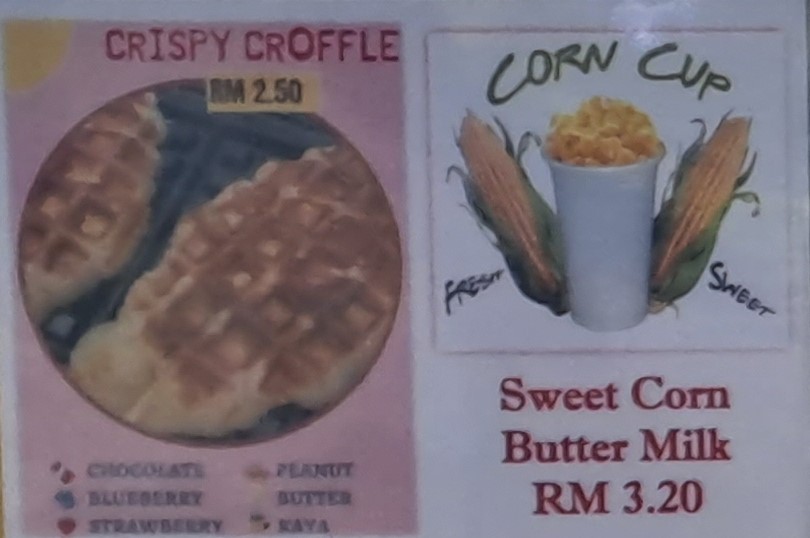 CRISPY CROFFLE
RM 2.50
CHOCOLATE
BLUEBERRY
STRAWBERRY
PEANUT
BUTTER
KAYA
CORN CUP
FRESH
SWEET
Sweet Corn
Butter Milk
RM 3.20